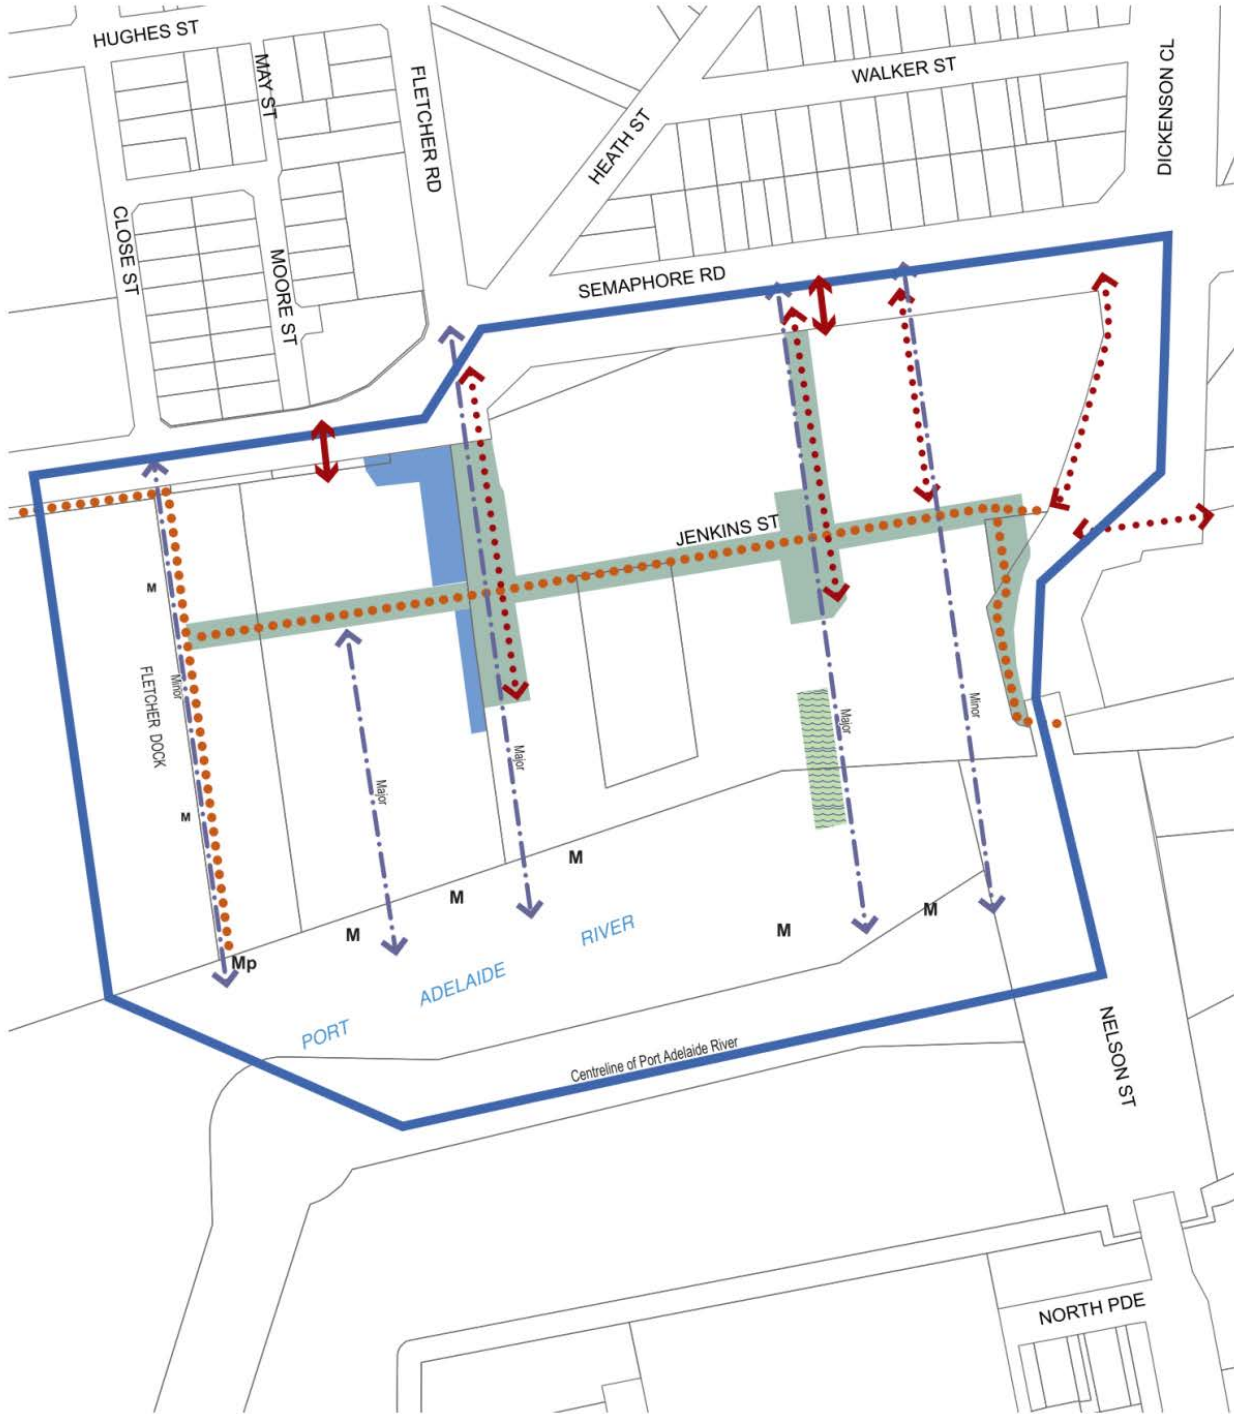 HUGHES ST
MAY ST
FLETCHER RD
HEATH ST
WALKER ST
DICKENSON CL
CLOSE ST
MOORE ST
SEMAPHORE RD
JENKINS ST
M
FLETCHER DOCK
Minor
Major
Major
Major
Minor
M
M
M
M
M
M
Mp
PORT ADELAIDE RIVER
Centreline of Port Adelaide River
NELSON ST
NORTH PDE